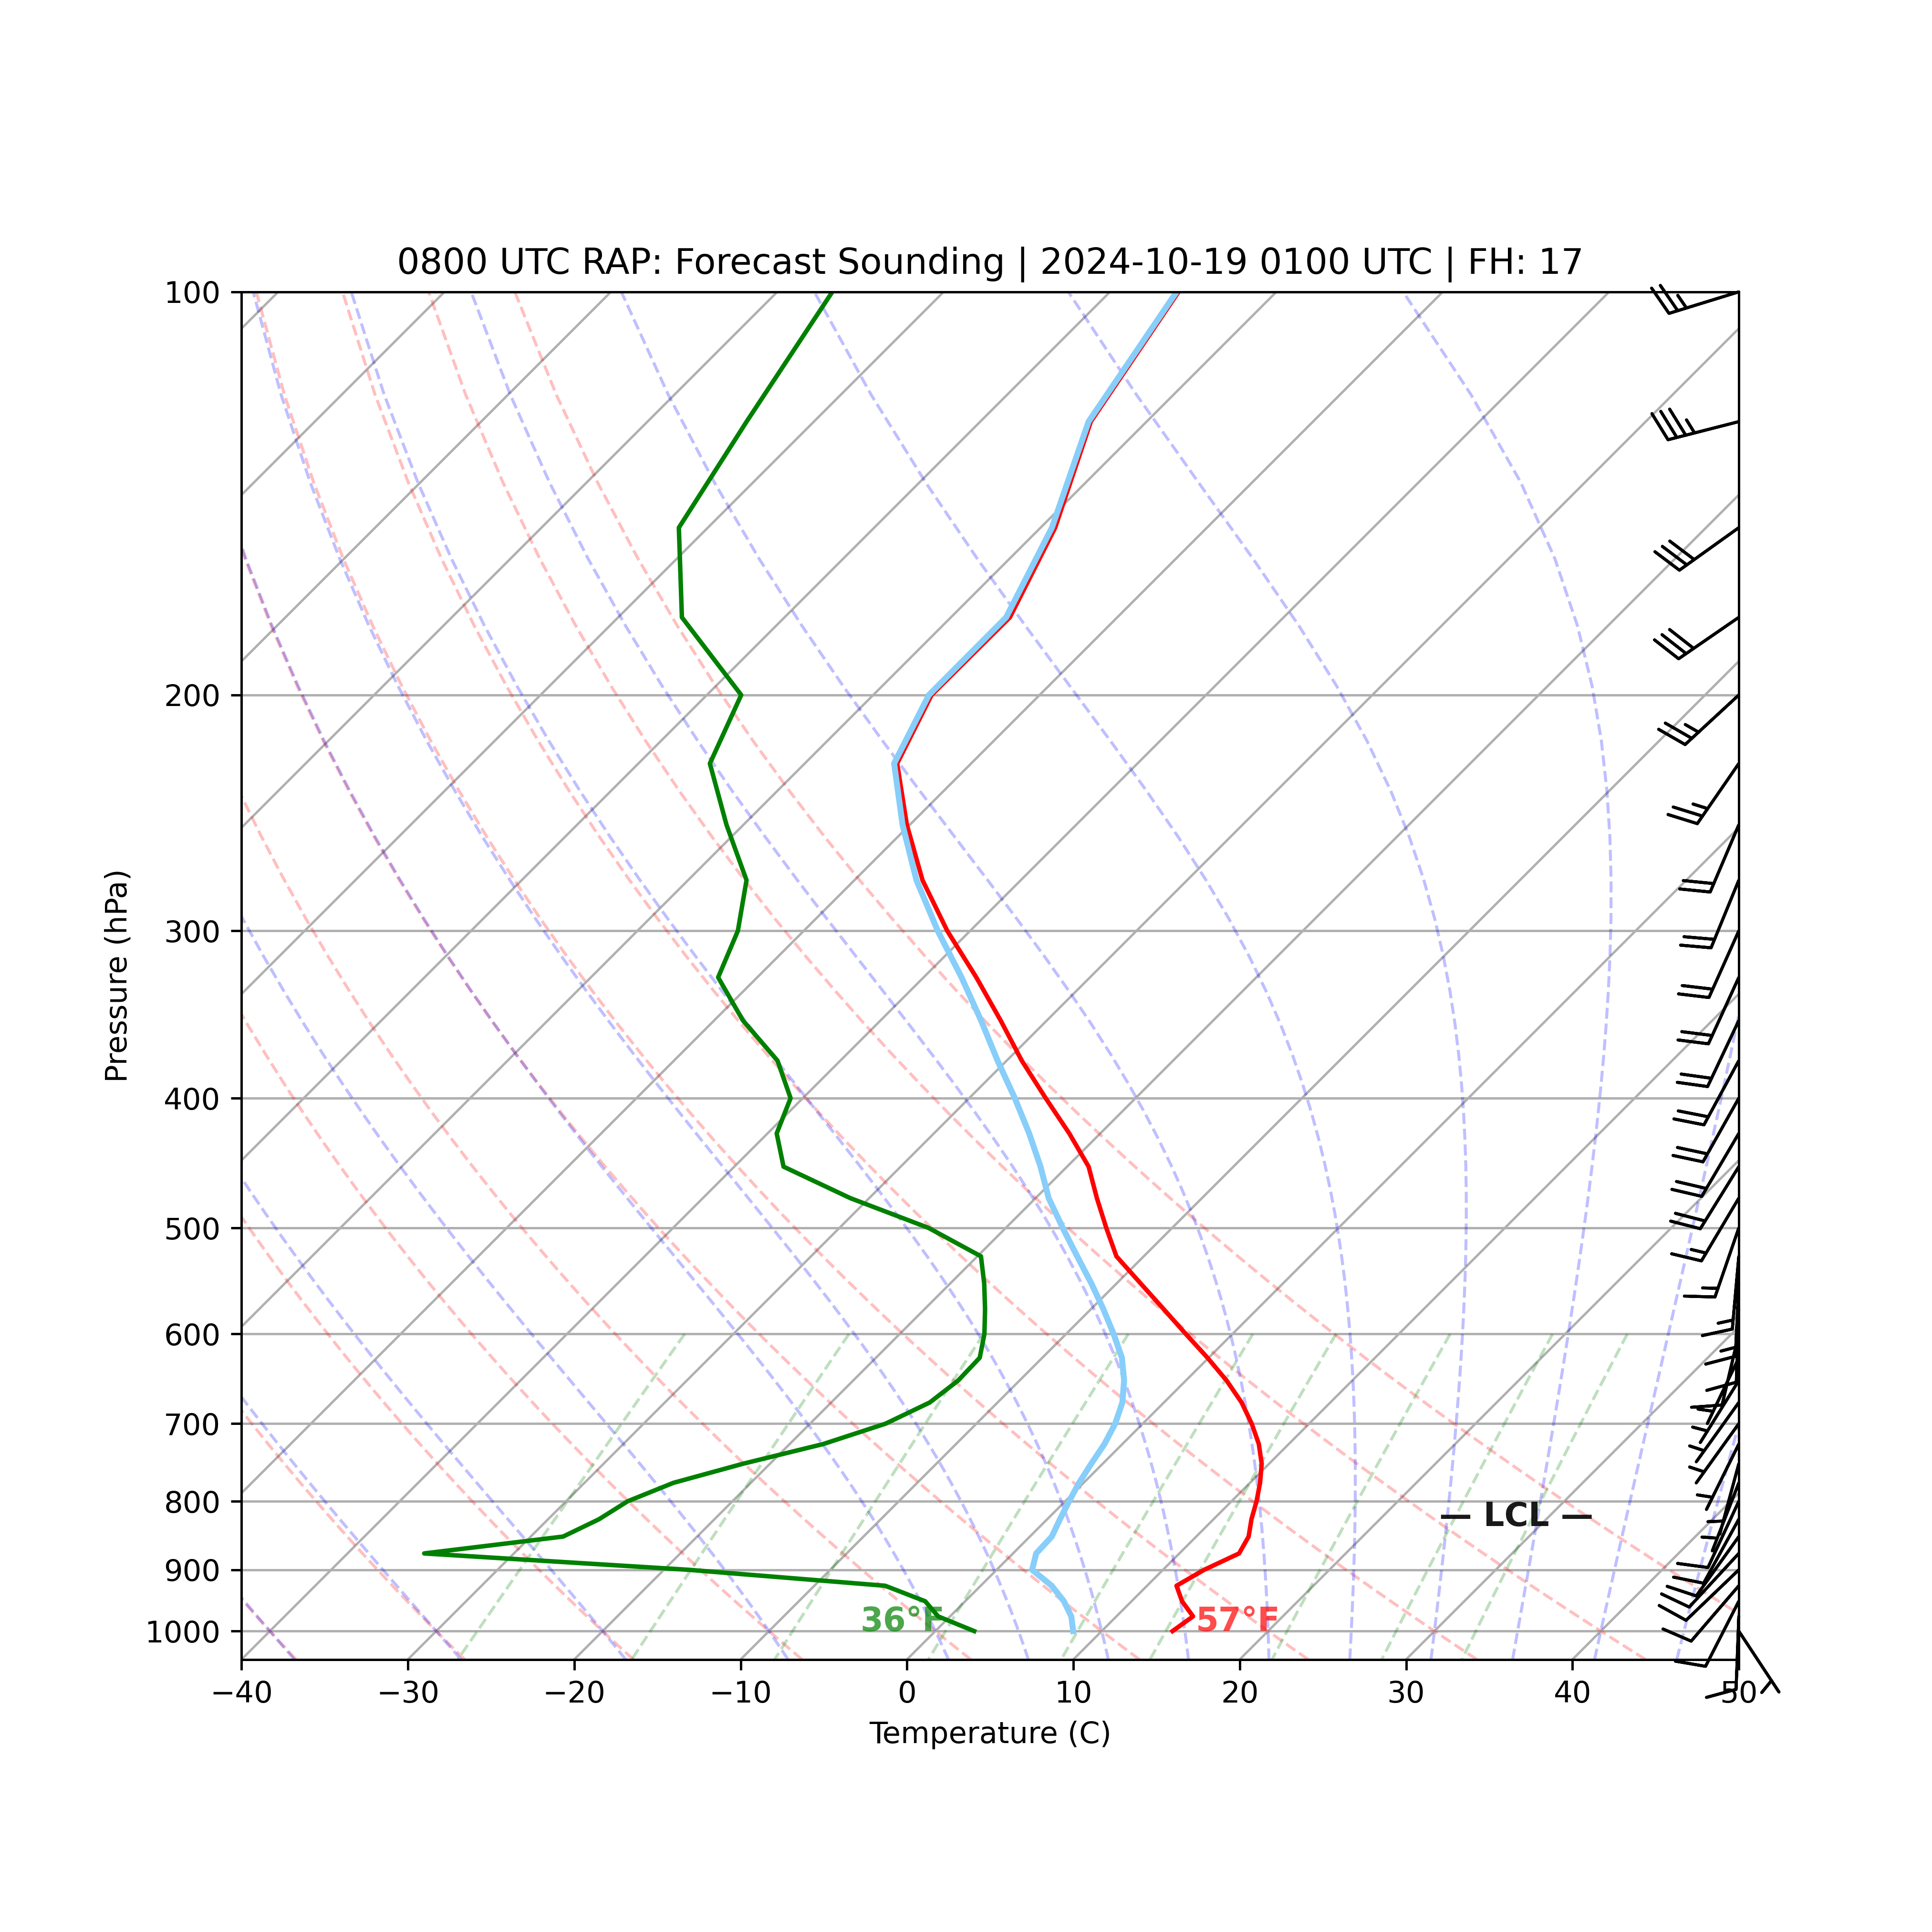 0800 UTC RAP: Forecast Sounding | 2024-10-19 0100 UTC | FH: 17
100
200
300
400
500
600
700
800
900
1000
Pressure (hPa)
— LCL —
36°F
57°F
−40 −30 −20 −10 0 10 20 30 40 50
Temperature (C)